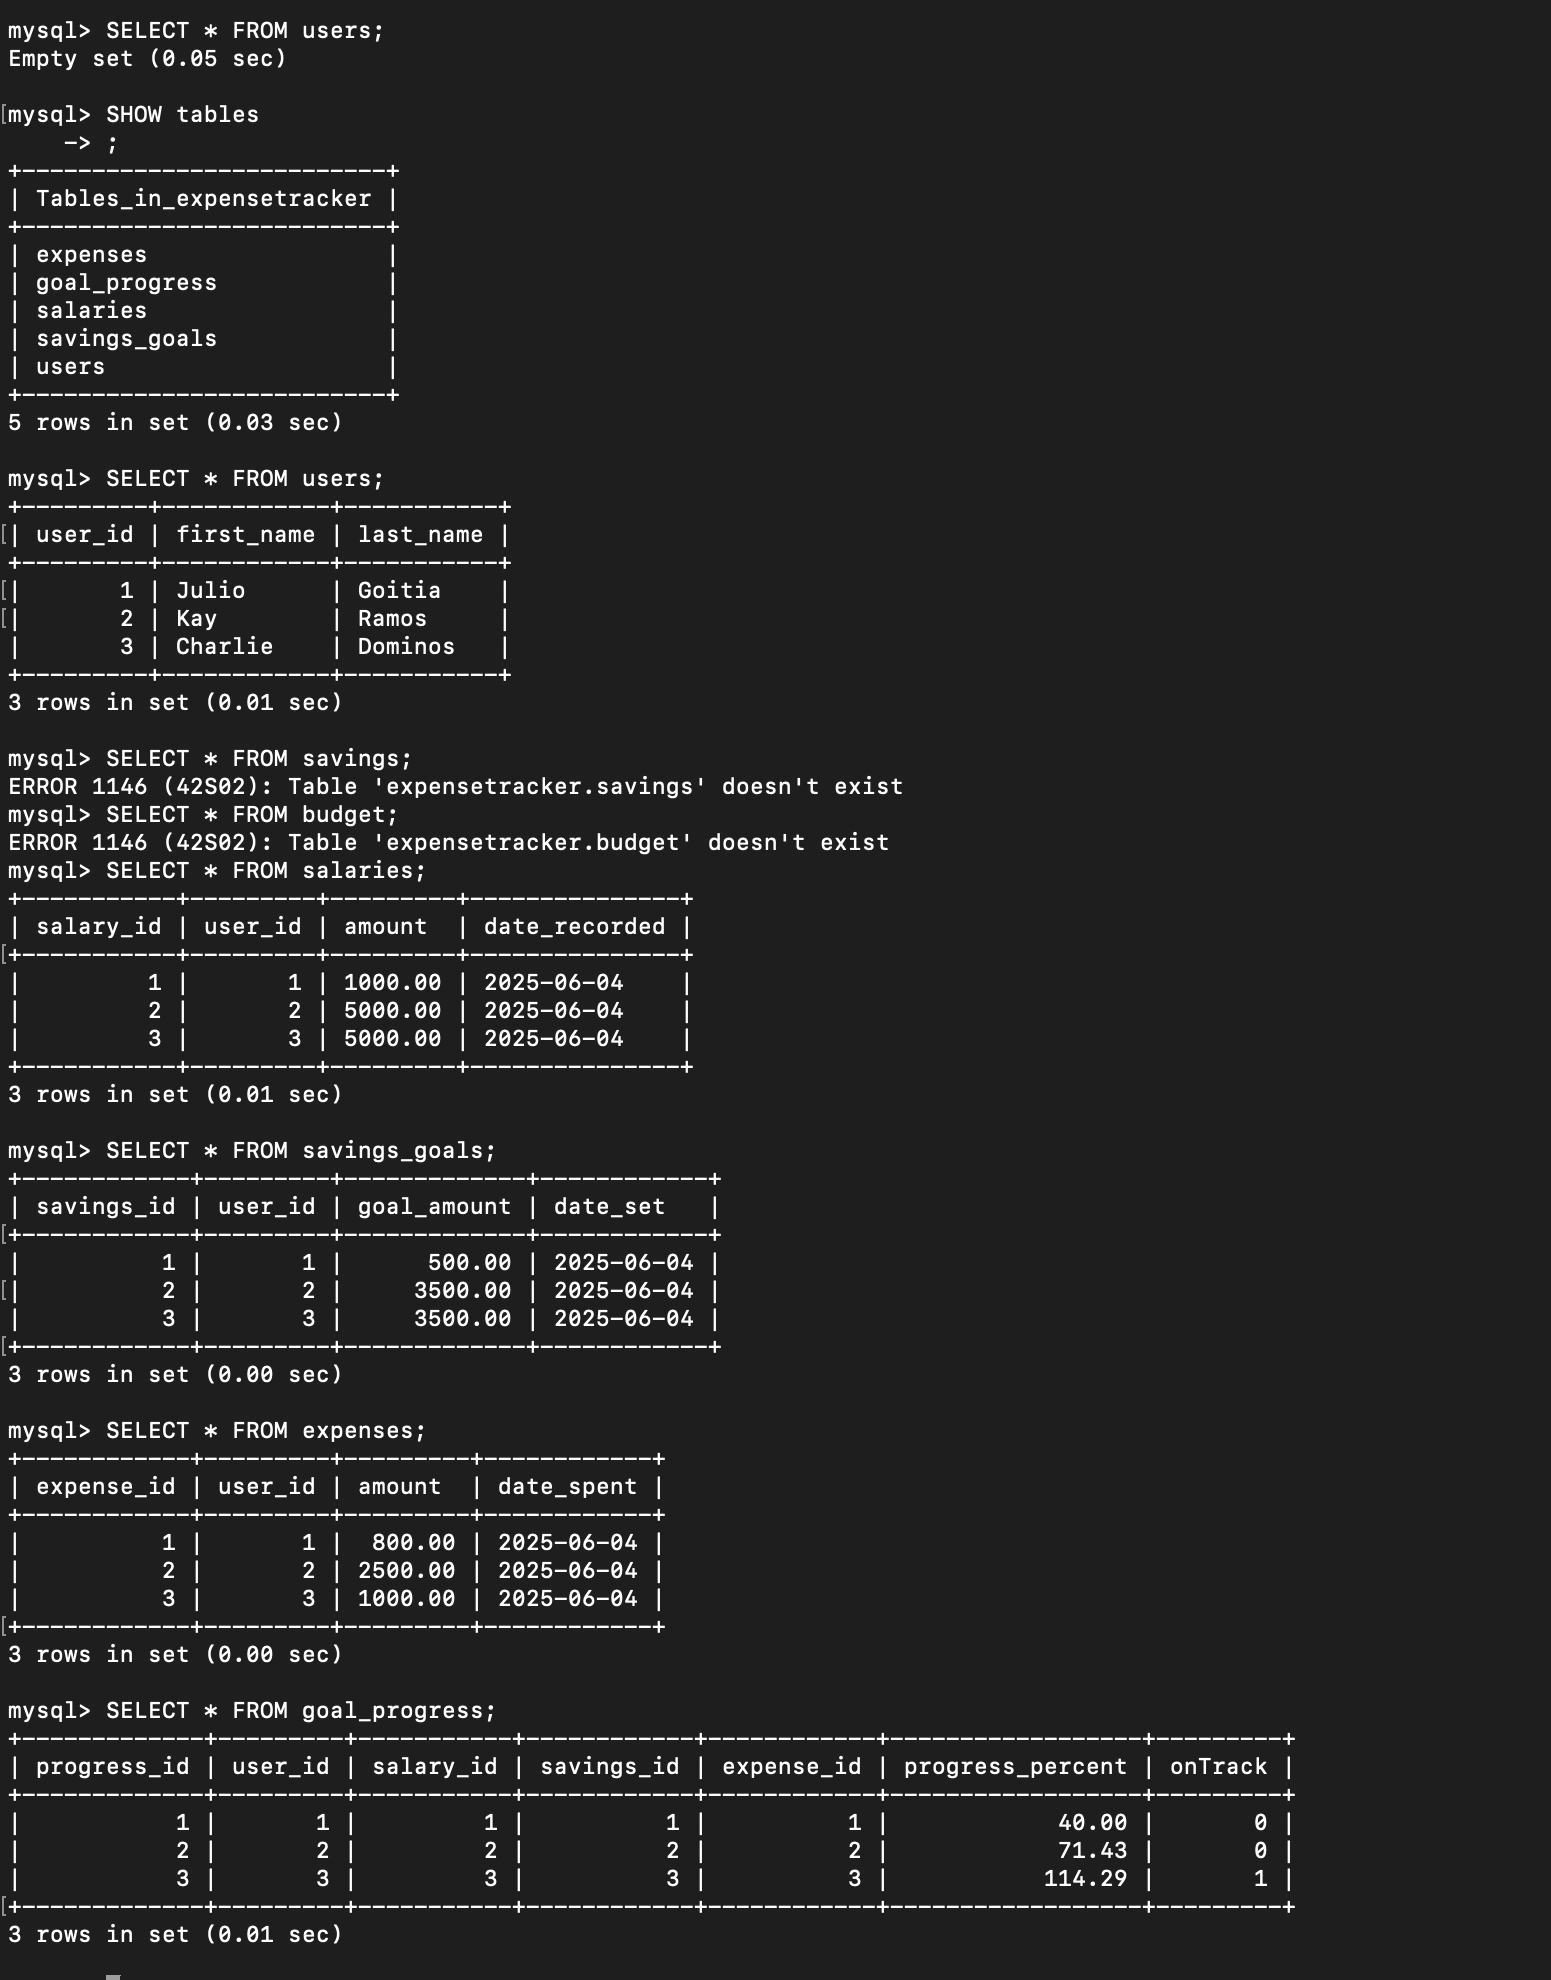 mysql> SELECT * FROM users;
Empty set (0.05 sec)

[mysql> SHOW tables
    -> ;
+--------------------------+
| Tables_in_expensetracker |
+--------------------------+
| expenses                 |
| goal_progress            |
| salaries                 |
| savings_goals            |
| users                    |
+--------------------------+
5 rows in set (0.03 sec)

mysql> SELECT * FROM users;
+---------+------------+-----------+
[| user_id | first_name | last_name |
+---------+------------+-----------+
[|       1 | Julio      | Goitia    |
[|       2 | Kay        | Ramos     |
|       3 | Charlie    | Dominos   |
+---------+------------+-----------+
3 rows in set (0.01 sec)

mysql> SELECT * FROM savings;
ERROR 1146 (42S02): Table 'expensetracker.savings' doesn't exist
mysql> SELECT * FROM budget;
ERROR 1146 (42S02): Table 'expensetracker.budget' doesn't exist
mysql> SELECT * FROM salaries;
+-----------+---------+---------+---------------+
| salary_id | user_id | amount  | date_recorded |
[+-----------+---------+---------+---------------+
|         1 |       1 | 1000.00 | 2025-06-04    |
|         2 |       2 | 5000.00 | 2025-06-04    |
|         3 |       3 | 5000.00 | 2025-06-04    |
+-----------+---------+---------+---------------+
3 rows in set (0.01 sec)

mysql> SELECT * FROM savings_goals;
+------------+---------+-------------+------------+
| savings_id | user_id | goal_amount | date_set   |
[+------------+---------+-------------+------------+
|          1 |       1 |      500.00 | 2025-06-04 |
[|          2 |       2 |     3500.00 | 2025-06-04 |
|          3 |       3 |     3500.00 | 2025-06-04 |
[+------------+---------+-------------+------------+
3 rows in set (0.00 sec)

mysql> SELECT * FROM expenses;
+------------+---------+---------+------------+
| expense_id | user_id | amount  | date_spent |
+------------+---------+---------+------------+
|          1 |       1 |  800.00 | 2025-06-04 |
|          2 |       2 | 2500.00 | 2025-06-04 |
|          3 |       3 | 1000.00 | 2025-06-04 |
[+------------+---------+---------+------------+
3 rows in set (0.00 sec)

mysql> SELECT * FROM goal_progress;
+-------------+---------+-----------+------------+------------+------------------+---------+
| progress_id | user_id | salary_id | savings_id | expense_id | progress_percent | onTrack |
+-------------+---------+-----------+------------+------------+------------------+---------+
|           1 |       1 |         1 |          1 |          1 |            40.00 |       0 |
|           2 |       2 |         2 |          2 |          2 |            71.43 |       0 |
|           3 |       3 |         3 |          3 |          3 |           114.29 |       1 |
[+-------------+---------+-----------+------------+------------+------------------+---------+
3 rows in set (0.01 sec)